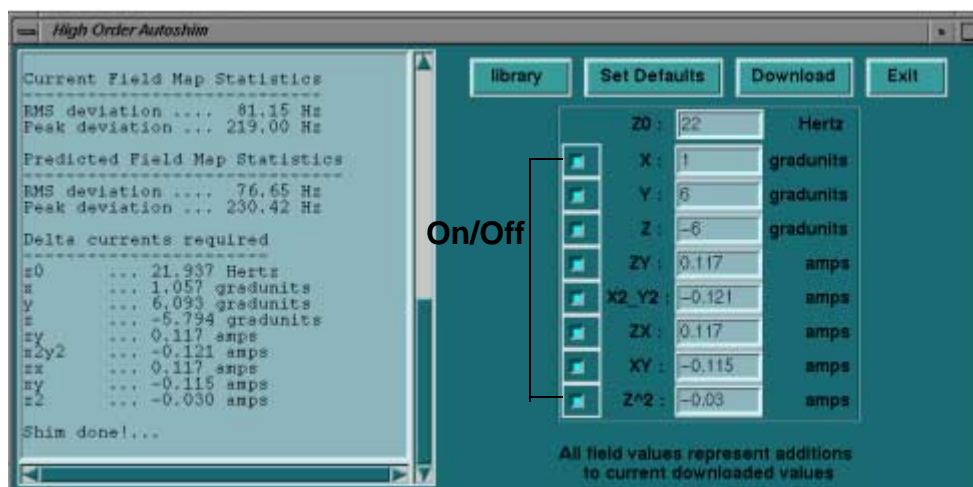 High Order Autoshim
Current Field Map Statistics
RMS deviation .... 81.15 Hz
Peak deviation ... 219.00 Hz
Predicted Field Map Statistics
RMS deviation .... 76.65 Hz
Peak deviation ... 230.42 Hz
Delta currents required
z0 ... 21.937 Hertz
x ... 1.057 gradunits
y ... 6.093 gradunits
z ... -5.794 gradunits
zy ... 0.117 amps
x2y2 ... -0.121 amps
zx ... 0.117 amps
xy ... -0.115 amps
z2 ... -0.030 amps
Shim done!...
library Set Defaults Download Exit
Z0 : 22 Hertz
X : 1 gradunits
Y : 6 gradunits
Z : -6 gradunits
On/Off
ZY : 0.117 amps
X2_Y2 : -0.121 amps
ZX : 0.117 amps
XY : -0.115 amps
Z^2 : -0.03 amps
All field values represent additions
to current downloaded values